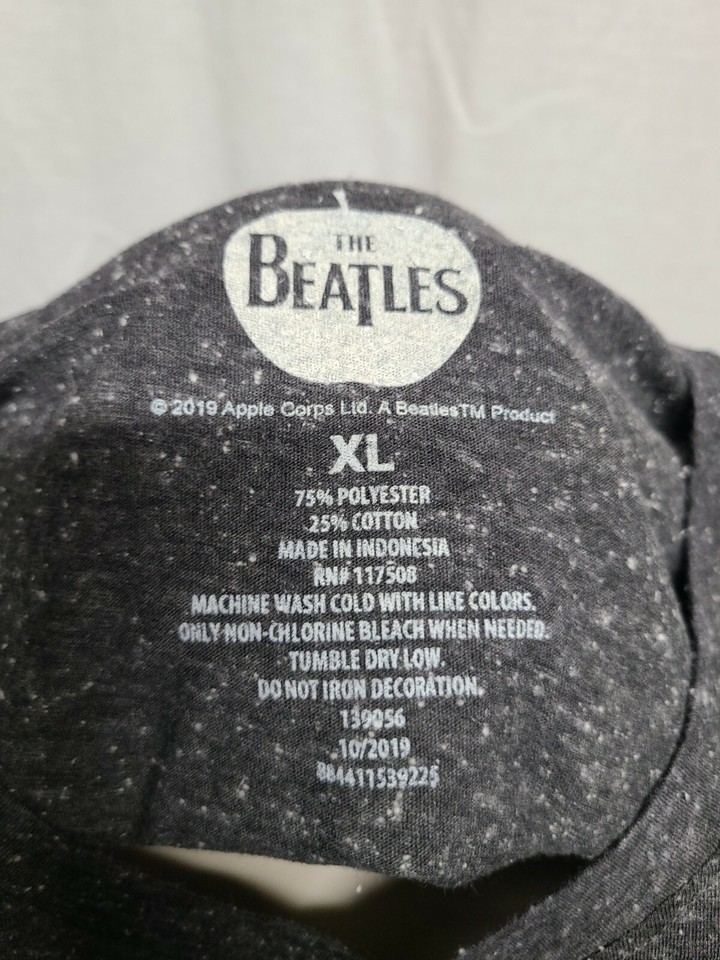 THE
BEATLES
© 2019 Apple Corps Ltd. A BeatlesTM Product
XL
75% POLYESTER
25% COTTON
MADE IN INDONESIA
RN# 117508
MACHINE WASH COLD WITH LIKE COLORS.
ONLY NON-CHLORINE BLEACH WHEN NEEDED.
TUMBLE DRY LOW.
DO NOT IRON DECORATION.
139056
10/2019
884411539225